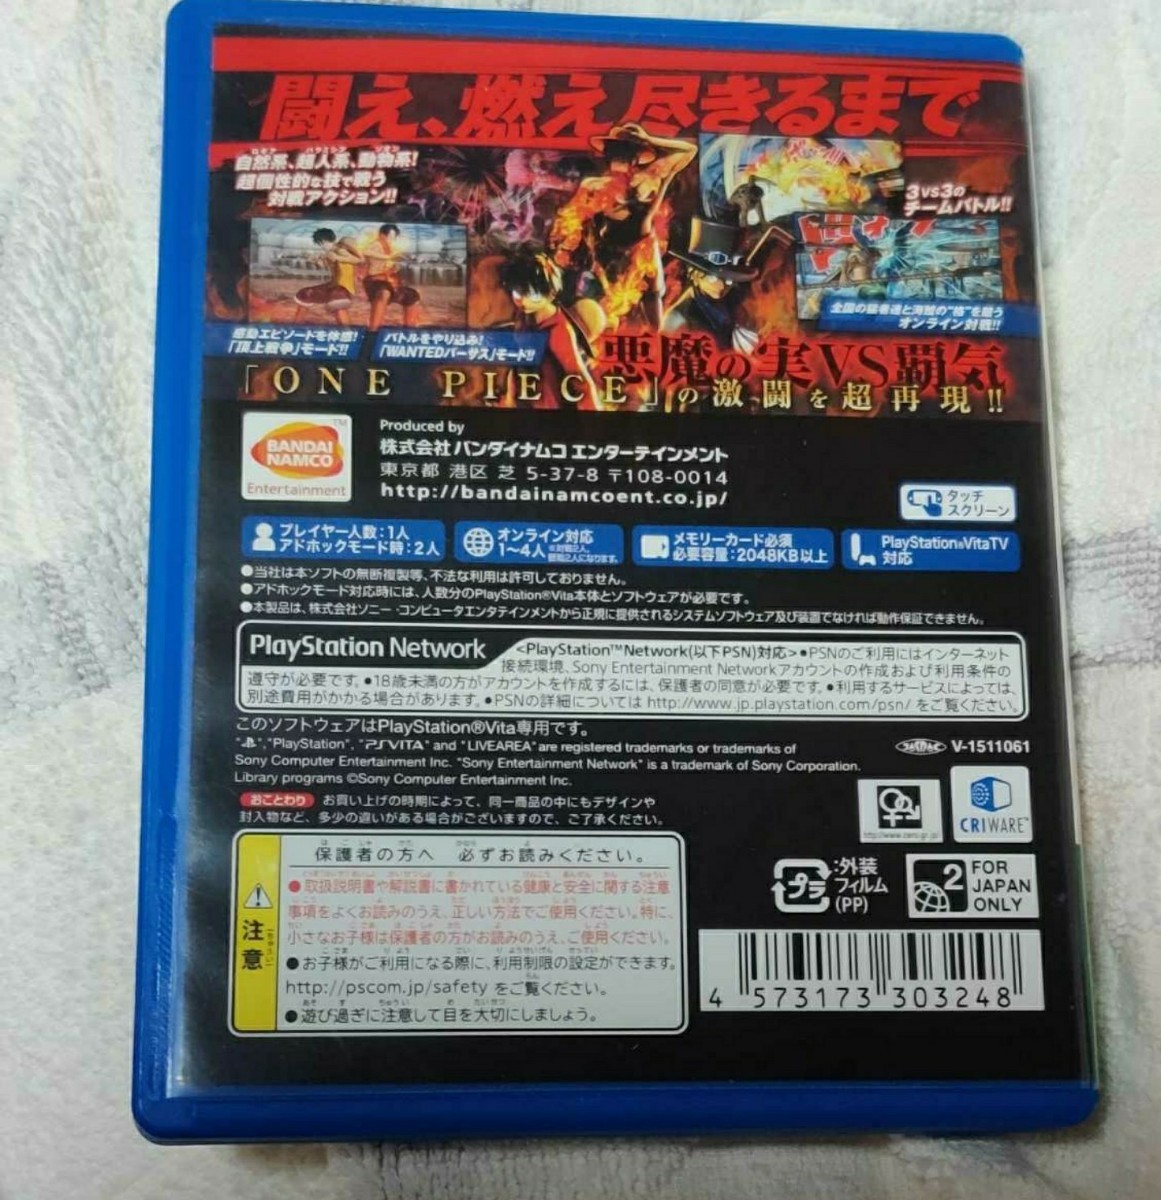 闘え、燃え尽きるまで
自然系、超人系、動物系!
超個性的な技で戦う
対戦アクション!!
3vs3の
チームバトル!!
全国の猛者達と海賊の"格"を競う
オンライン対戦!!
感動エピソードを体感!
「頂上戦争」モード!!
バトルをやり込み!
「WANTEDバーサス」モード!!
悪魔の実VS覇気
「ONE PIECE」の激闘を超再現!!
BANDAI
NAMCO
Entertainment
Produced by
株式会社 バンダイナムコ エンターテインメント
東京都 港区 芝 5-37-8 〒108-0014
http://bandainamcoent.co.jp/
タッチ
スクリーン
プレイヤー人数:1人
アドホックモード時:2人
オンライン対応
1~4人
メモリーカード必須
必要容量:2048KB以上
PlayStation®VitaTV
対応
●当社は本ソフトの無断複製等、不法な利用は許可しておりません。
●アドホックモード対応時には、人数分のPlayStation®Vita本体とソフトウェアが必要です。
●本製品は、株式会社ソニー・コンピュータエンタテインメントから正規に提供されるシステムソフトウェア及び装置でなければ動作保証できません。
PlayStation Network
<PlayStation™Network(以下PSN)対応>●PSNのご利用にはインターネット
接続環境、Sony Entertainment Networkアカウントの作成および利用条件の
遵守が必要です。●18歳未満の方がアカウントを作成するには、保護者の同意が必要です。●利用するサービスによっては、
別途費用がかかる場合があります。●PSNの詳細については http://www.jp.playstation.com/psn/ をご覧ください。
このソフトウェアはPlayStation®Vita専用です。
"PlayStation", "PSVITA" and "LIVEAREA" are registered trademarks or trademarks of
Sony Computer Entertainment Inc. "Sony Entertainment Network" is a trademark of Sony Corporation.
Library programs ©Sony Computer Entertainment Inc.
V-1511061
おことわり お買い上げの時期によって、同一商品の中にもデザインや
封入物など、多少の違いがある場合がございますので、ご了承ください。
http://www.cero.gr.jp
CRIWARE™
注意
保護者の方へ 必ずお読みください。
●取扱説明書や解説書に書かれている健康と安全に関する注意
事項をよくお読みのうえ、正しい方法でご使用ください。特に、
小さなお子様は保護者の方がお読みのうえ、ご使用ください。
●お子様がご利用になる際に、利用制限の設定ができます。
http://pscom.jp/safety をご覧ください。
●遊び過ぎに注意して目を大切にしましょう。
プラ
:外装
フィルム
(PP)
2
FOR
JAPAN
ONLY
4 573173 303248